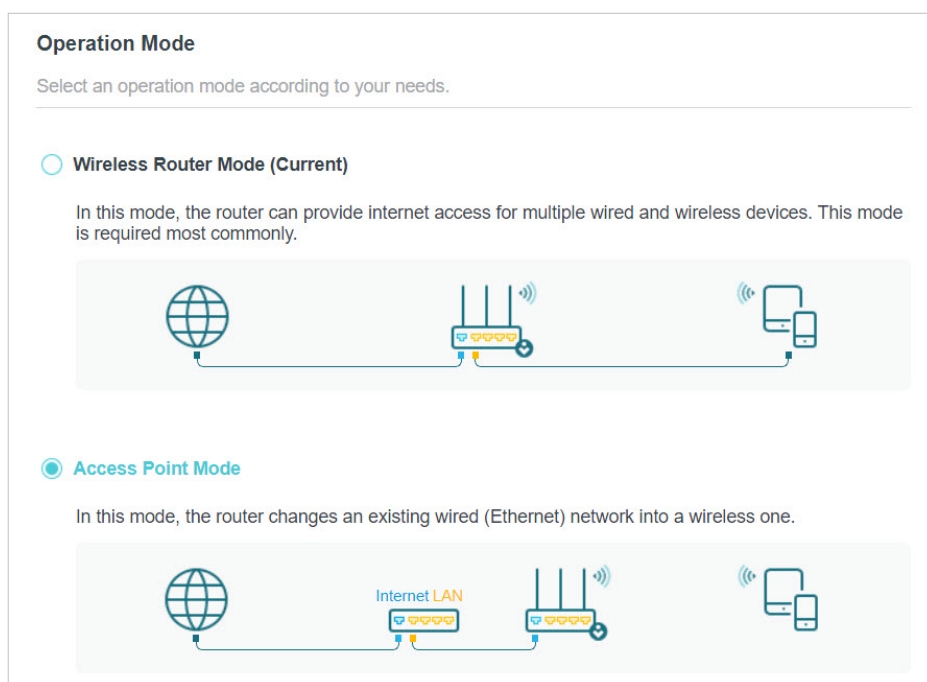 Operation Mode
Select an operation mode according to your needs.
Wireless Router Mode (Current)
In this mode, the router can provide internet access for multiple wired and wireless devices. This mode
is required most commonly.
Access Point Mode
In this mode, the router changes an existing wired (Ethernet) network into a wireless one.
Internet LAN